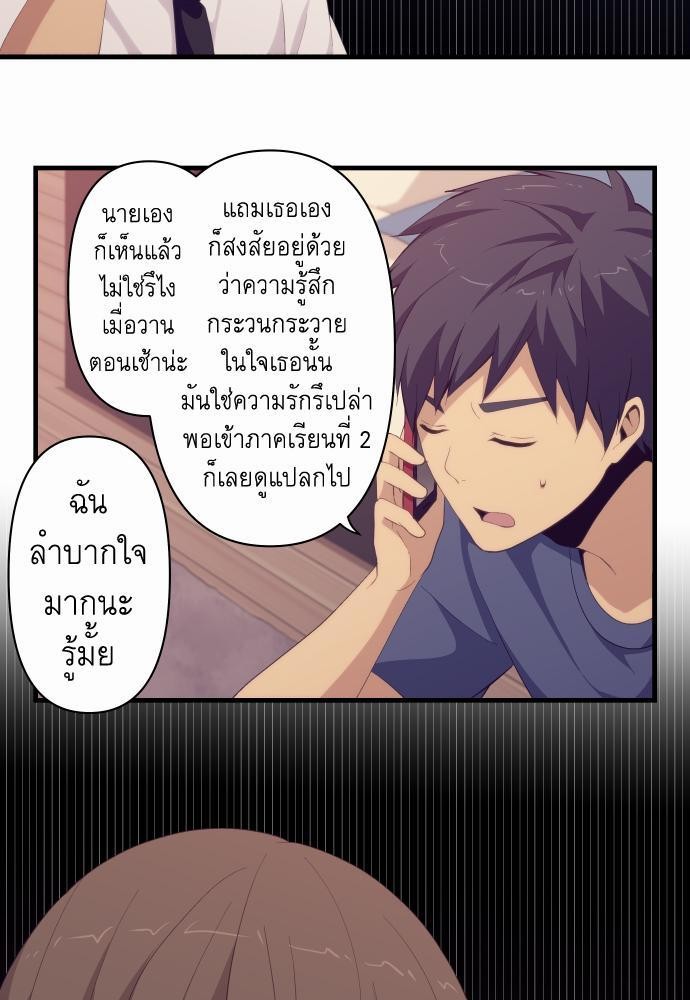 แถมเธอเอง
ก็สงสัยอยู่ด้วย
ว่าความรู้สึก
กระวนกระวาย
ในใจเธอนั้น
มันใช่ความรักรึเปล่า
พอเข้าภาคเรียนที่ 2
ก็เลยดูแปลกไป
นายเอง
ก็เห็นแล้ว
ไม่ใช่รึไง
เมื่อวาน
ตอนเช้าน่ะ
ฉัน
ลำบากใจ
มากนะ
รู้มั้ย